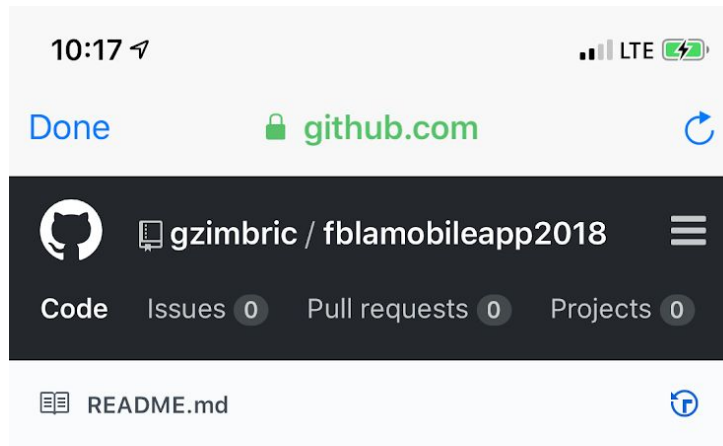 10:17 LTE
Done github.com
gzimbric / fblamobileapp2018
Code Issues 0 Pull requests 0 Projects 0
README.md